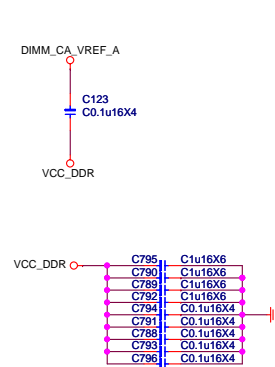 DIMM_CA_VREF_A
C123
C0.1u16X4
VCC_DDR
VCC_DDR
C795 C1u16X6
C790 C1u16X6
C789 C1u16X6
C792 C1u16X6
C794 C0.1u16X4
C791 C0.1u16X4
C788 C0.1u16X4
C793 C0.1u16X4
C796 C0.1u16X4